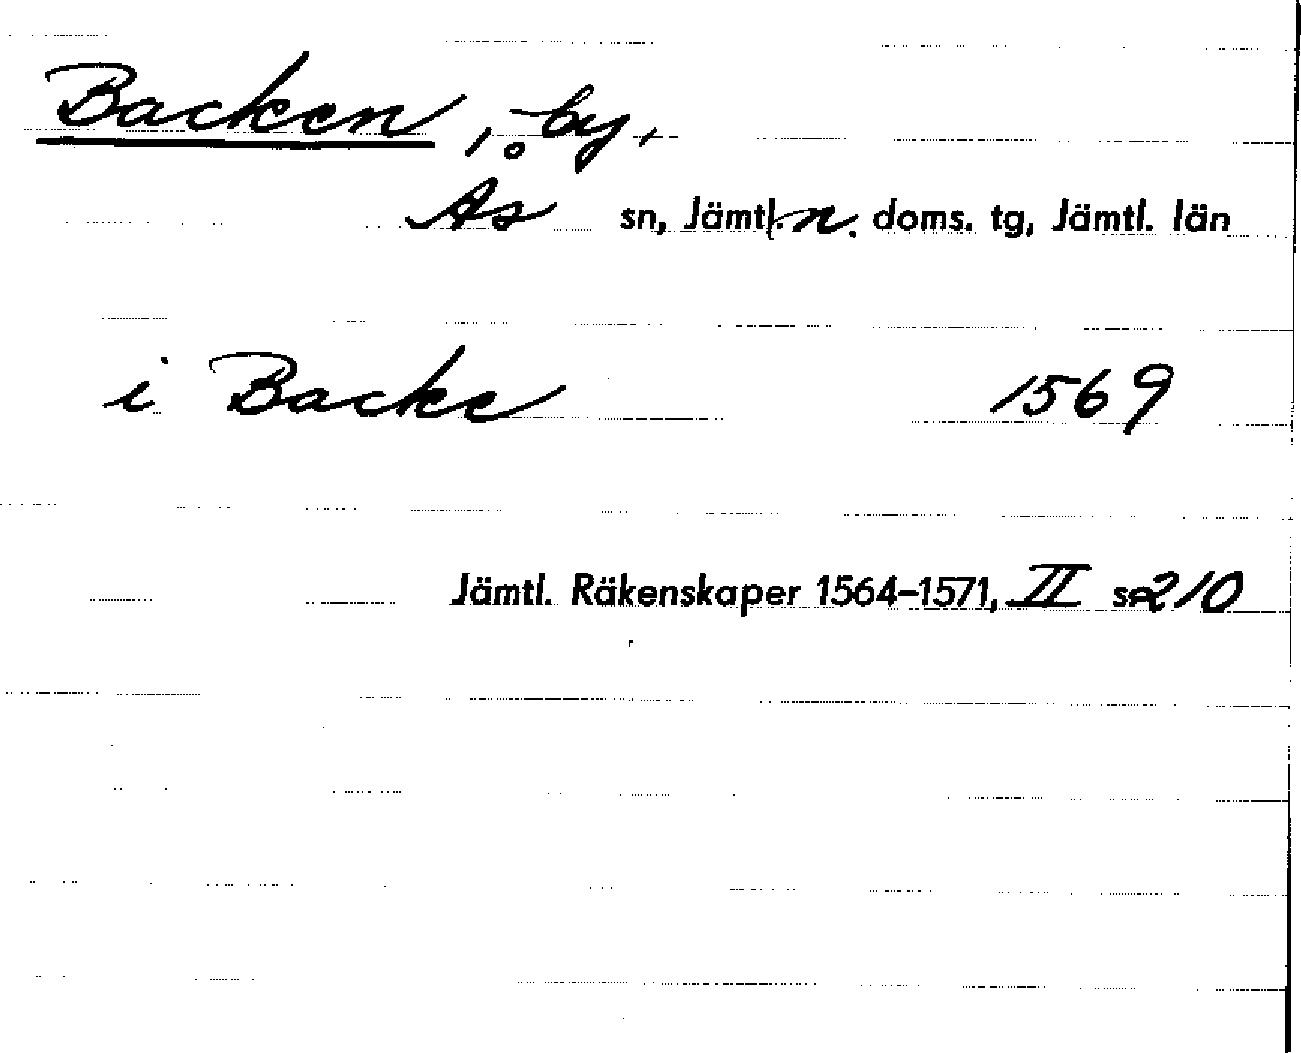 Backen, by,
Ås sn, Jämtl. n. doms. tg, Jämtl. län
i Backe 1569
Jämtl. Räkenskaper 1564–1571, II s 210